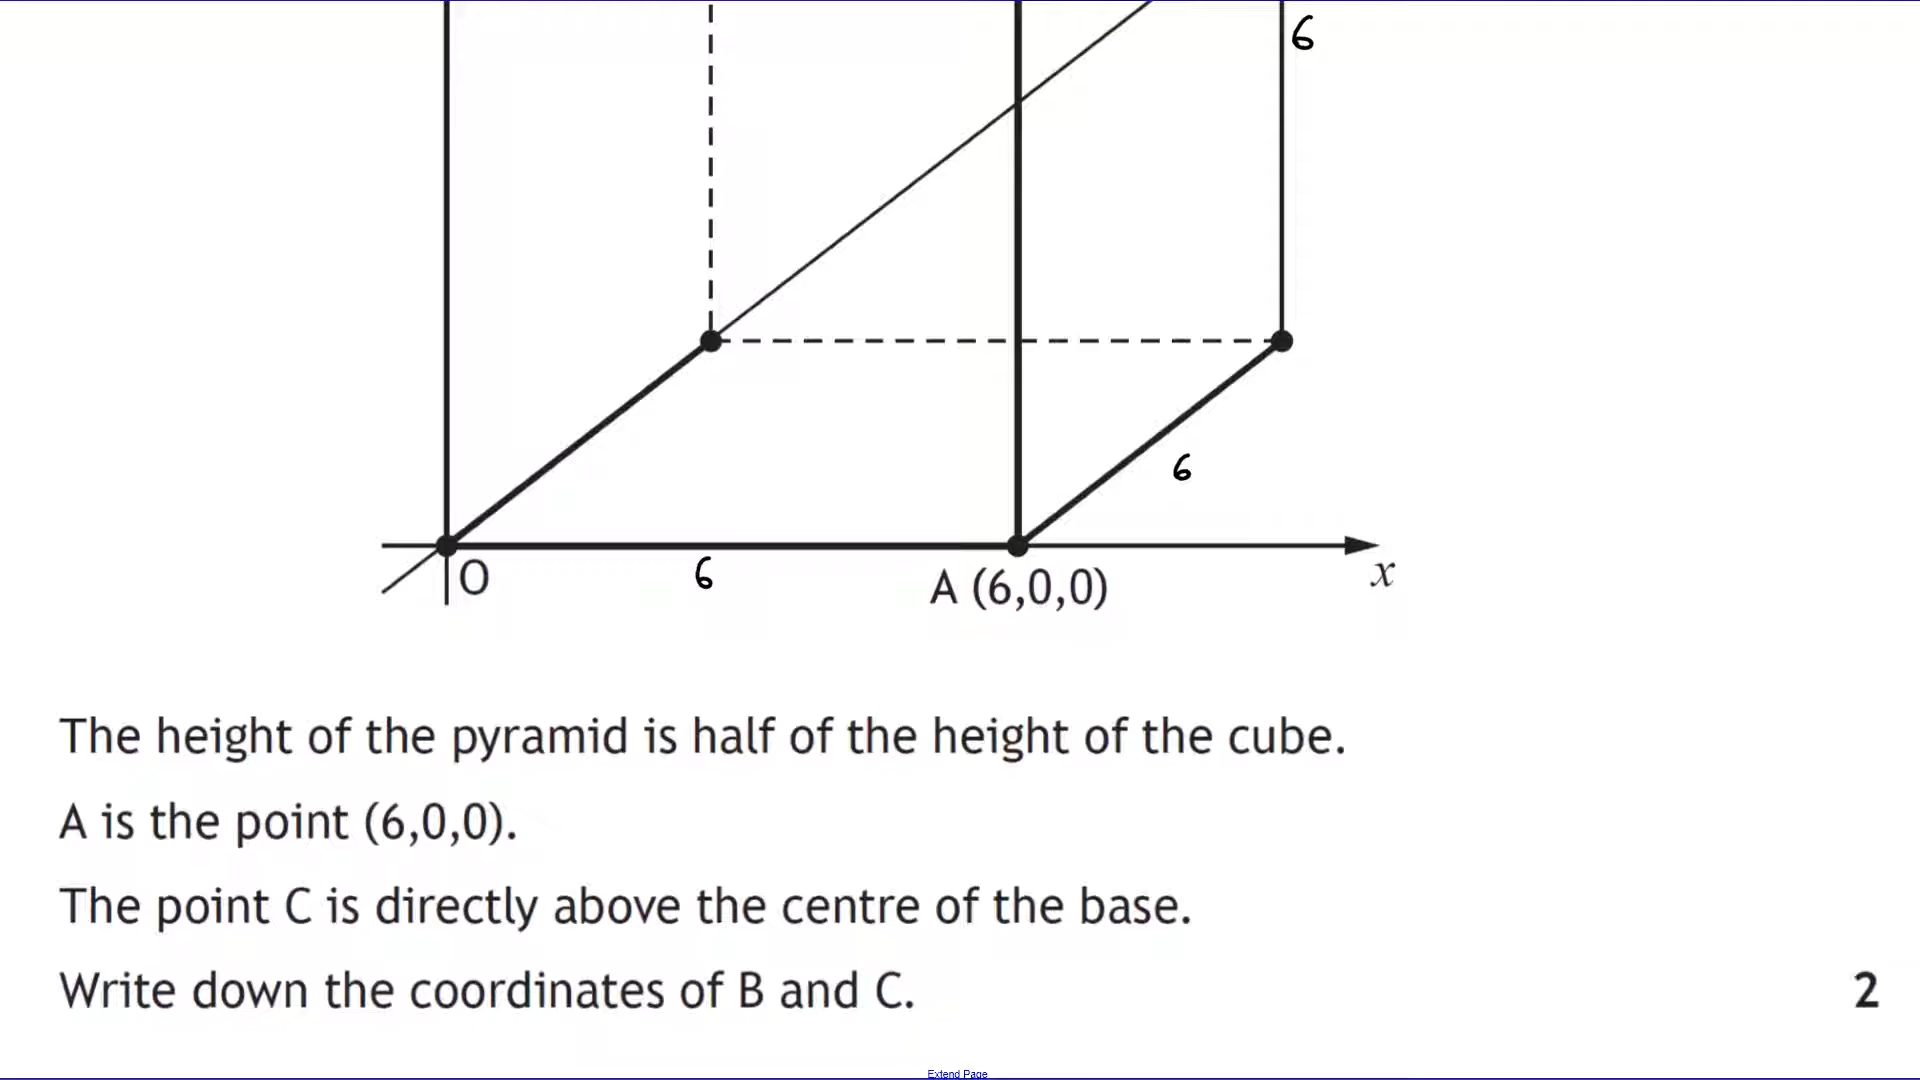 6
6
O
6
A (6,0,0)
x
The height of the pyramid is half of the height of the cube.
A is the point (6,0,0).
The point C is directly above the centre of the base.
Write down the coordinates of B and C. 2
Extend Page